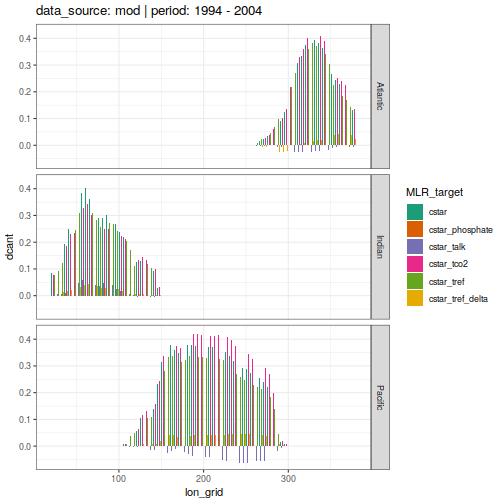 data_source: mod | period: 1994 - 2004
0.4
0.3
0.2
0.1
0.0
Atlantic
0.4
0.3
0.2
0.1
0.0
Indian
0.4
0.3
0.2
0.1
0.0
Pacific
dcant
100
200
300
lon_grid
MLR_target
cstar
cstar_phosphate
cstar_talk
cstar_tco2
cstar_tref
cstar_tref_delta